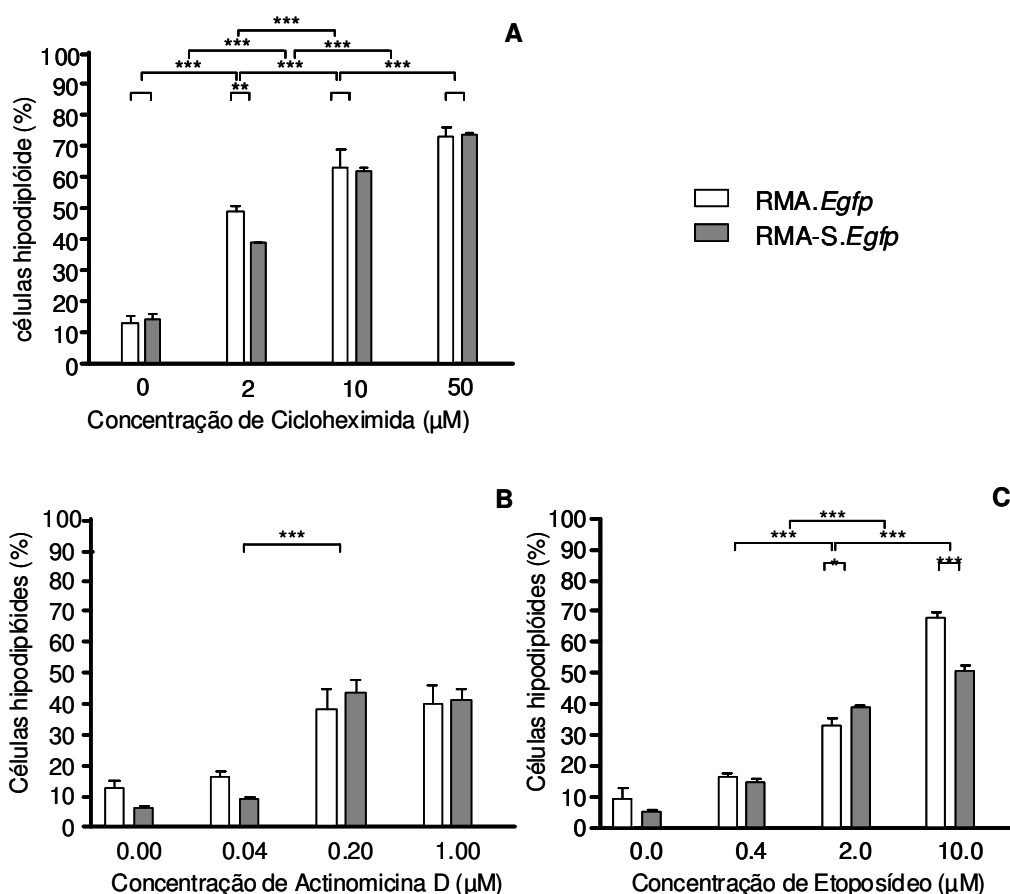 A
***
*** ***
*** *** ***
**
células hipodiplóide (%)
100
90
80
70
60
50
40
30
20
10
0
0 2 10 50
Concentração de Cicloheximida (µM)
RMA.Egfp
RMA-S.Egfp
B
***
Células hipodiplóides (%)
100
90
80
70
60
50
40
30
20
10
0
0.00 0.04 0.20 1.00
Concentração de Actinomicina D (µM)
C
***
*** ***
* ***
Células hipodiplóides (%)
100
90
80
70
60
50
40
30
20
10
0
0.0 0.4 2.0 10.0
Concentração de Etoposídeo (µM)